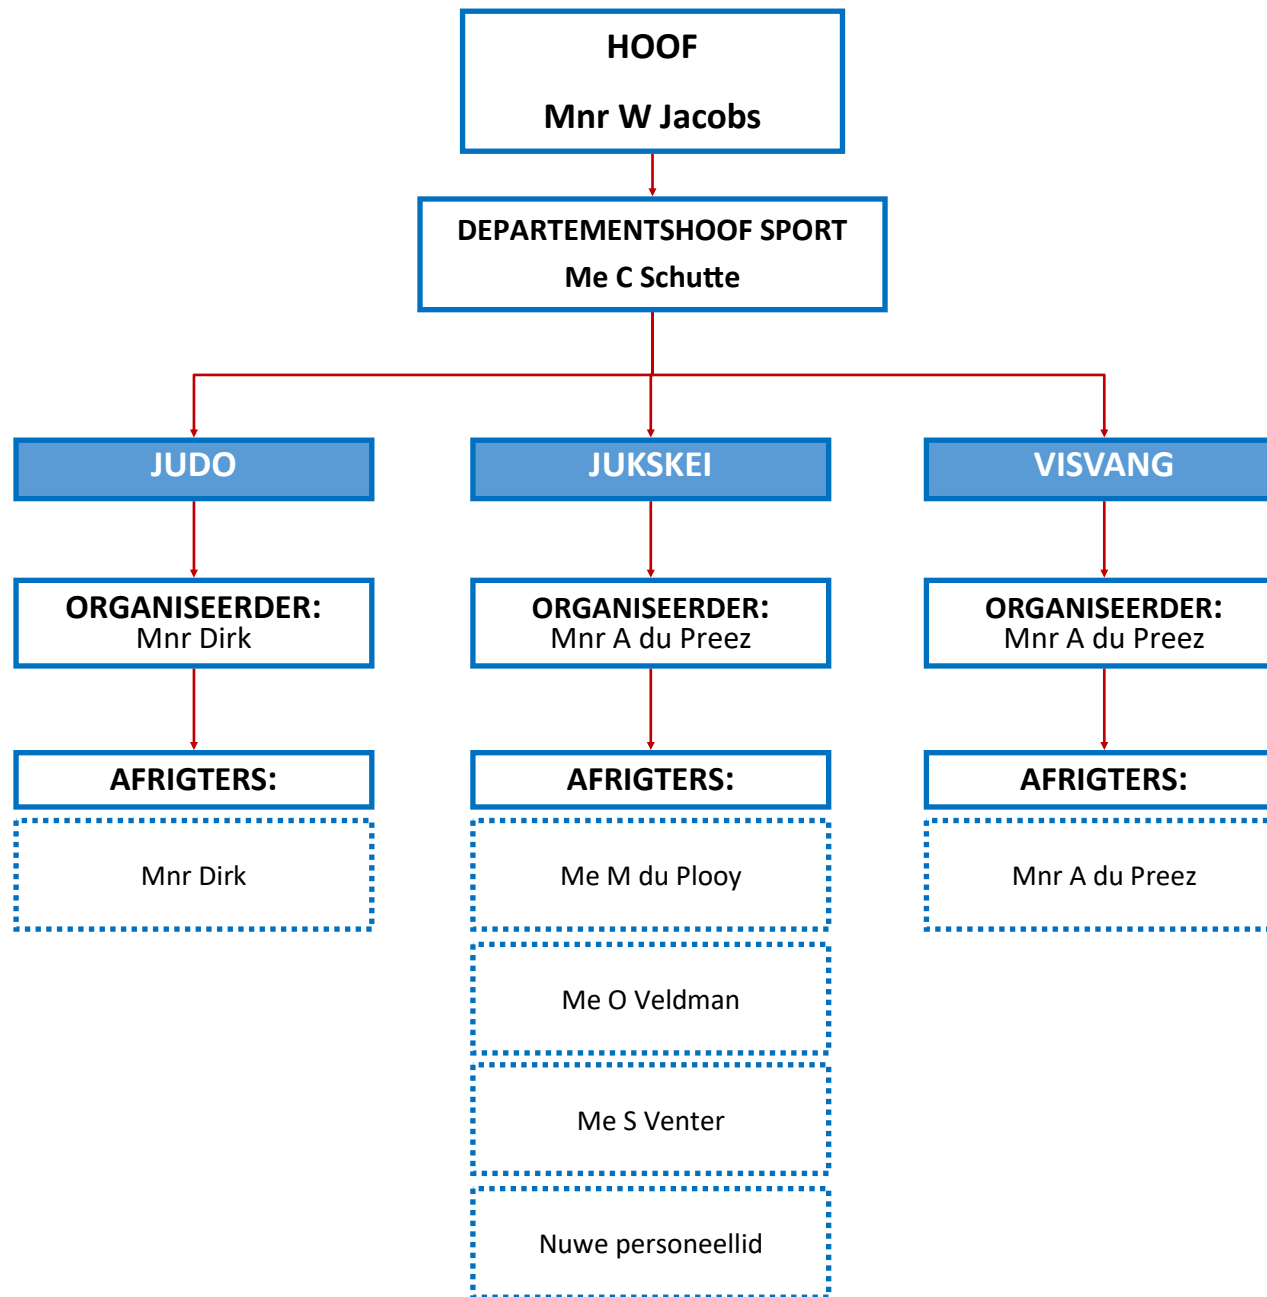 HOOF
Mnr W Jacobs
DEPARTEMENTSHOOF SPORT
Me C Schutte
JUDO
JUKSKEI
VISVANG
ORGANISEERDER:
Mnr Dirk
ORGANISEERDER:
Mnr A du Preez
ORGANISEERDER:
Mnr A du Preez
AFRIGTERS:
AFRIGTERS:
AFRIGTERS:
Mnr Dirk
Me M du Plooy
Mnr A du Preez
Me O Veldman
Me S Venter
Nuwe personeellid